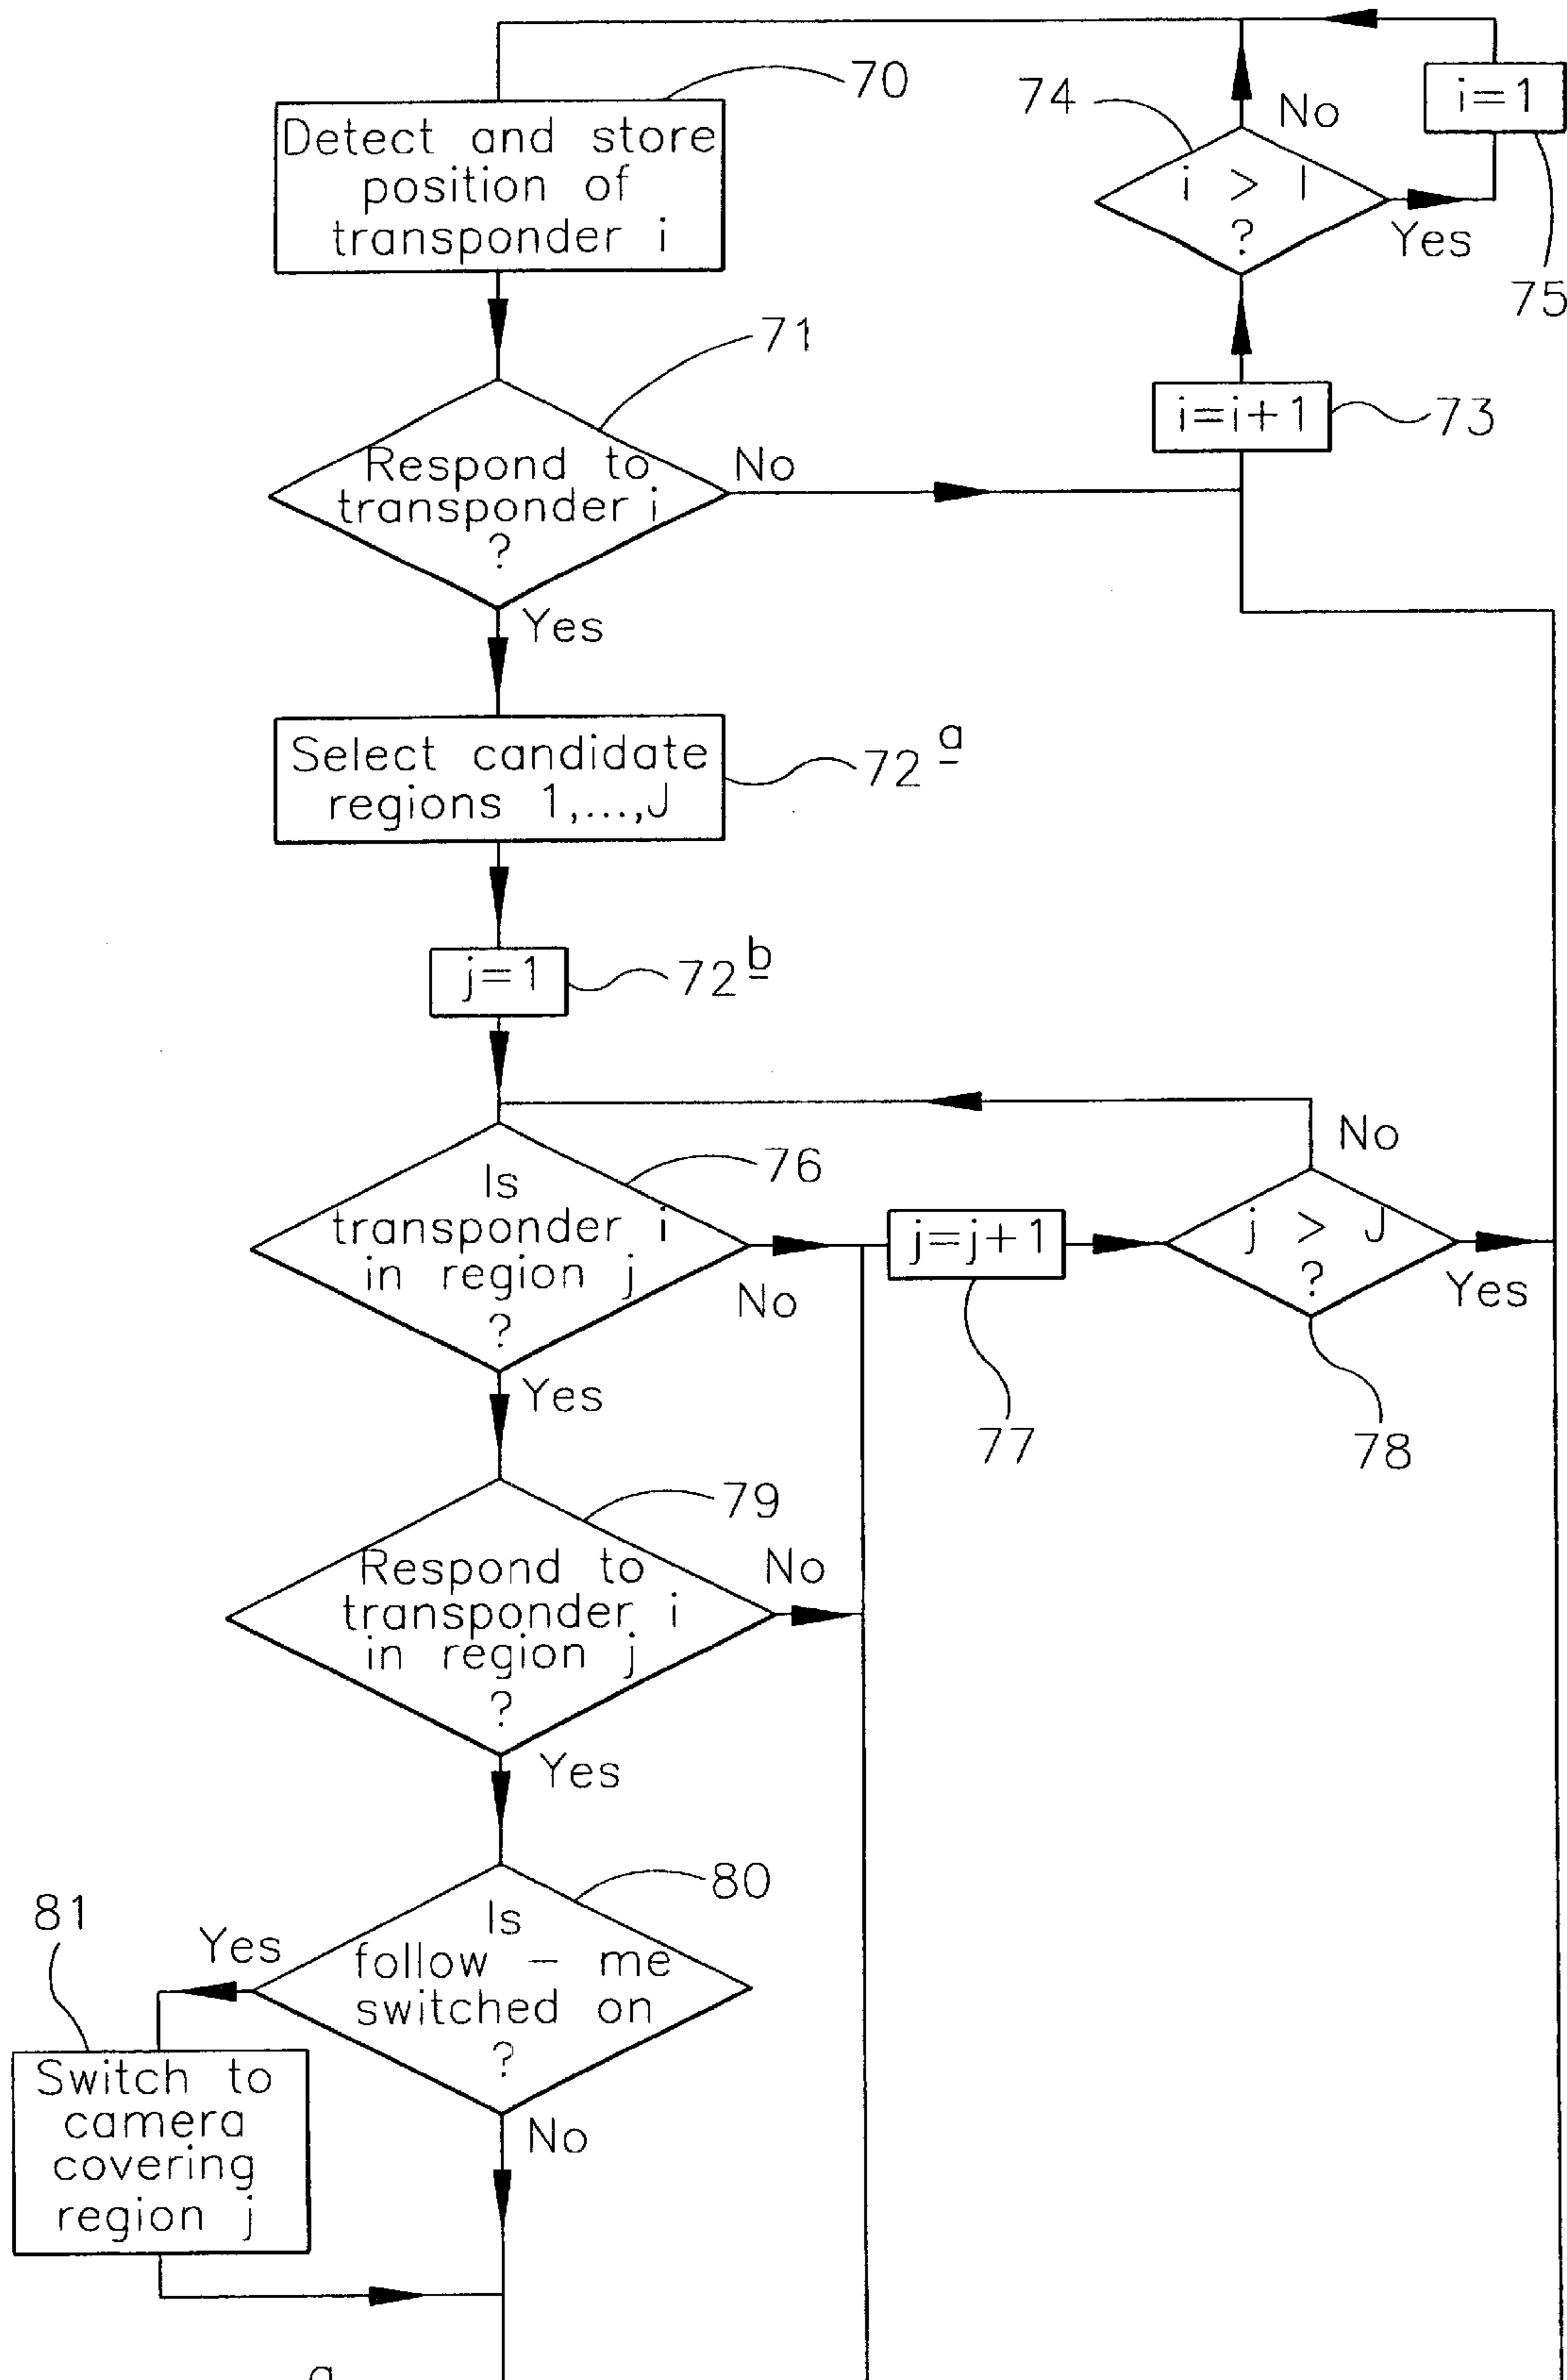 70
Detect and store
position of
transponder i
74
No
i > I
?
Yes
i=1
75
71
Respond to
transponder i
?
No
Yes
i=i+1
73
Select candidate
regions 1,...,J
72a
j=1
72b
76
Is
transponder i
in region j
?
No
Yes
j=j+1
77
No
j > J
?
Yes
78
79
Respond to
transponder i
in region j
?
No
Yes
80
Is
follow - me
switched on
?
Yes
No
81
Switch to
camera
covering
region j